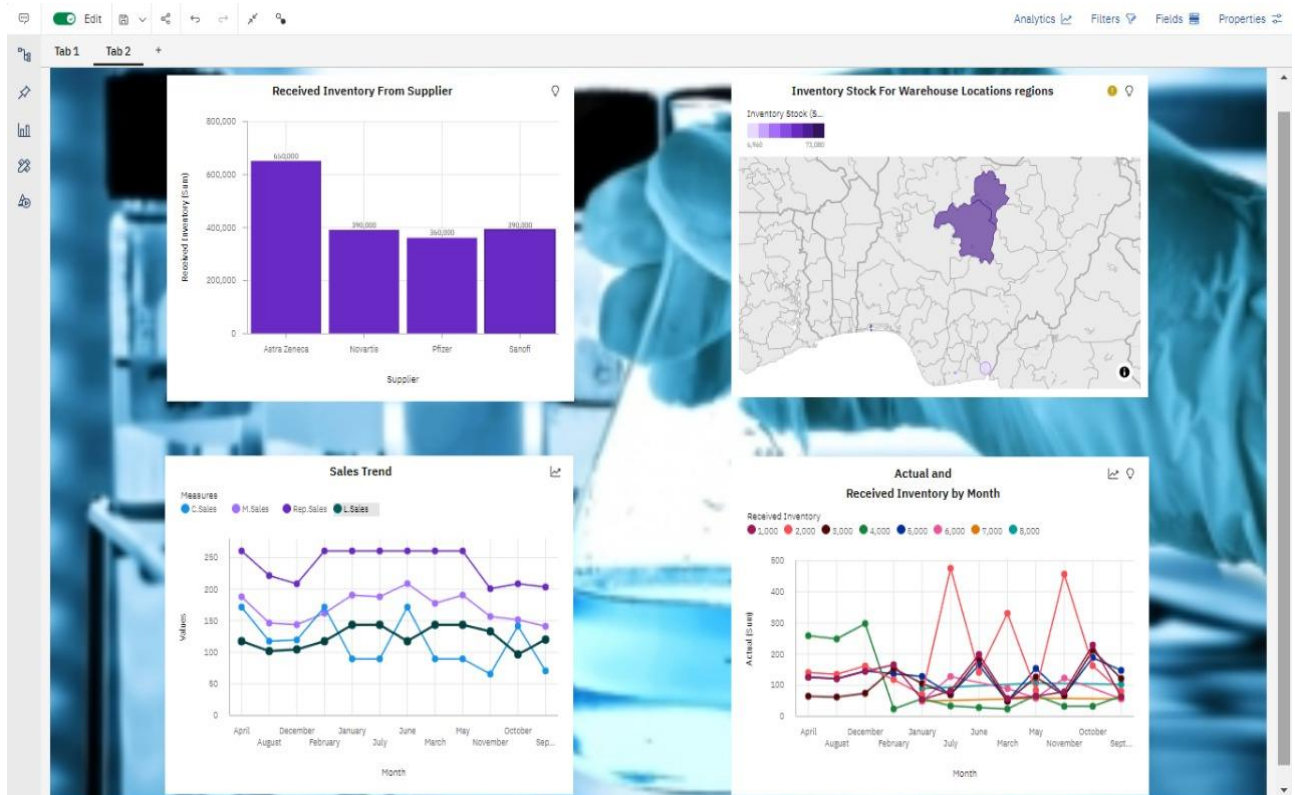 Edit
Analytics
Filters
Fields
Properties
Tab 1
Tab 2
+
Received Inventory From Supplier
Received Inventory (Sum)
800,000
600,000
400,000
200,000
0
650,000
390,000
360,000
390,000
Astra Zeneca
Novartis
Pfizer
Sanofi
Supplier
Inventory Stock For Warehouse Locations regions
Inventory Stock (S...
6,960
73,080
Sales Trend
Measures
C.Sales
M.Sales
Rep.Sales
L.Sales
Values
250
200
150
100
50
0
April
August
December
February
January
July
June
March
May
November
October
Sep...
Month
Actual and
Received Inventory by Month
Received Inventory
1,000
2,000
3,000
4,000
5,000
6,000
7,000
8,000
Actual (Sum)
500
400
300
200
100
0
April
August
December
February
January
July
June
March
May
November
October
Sept...
Month